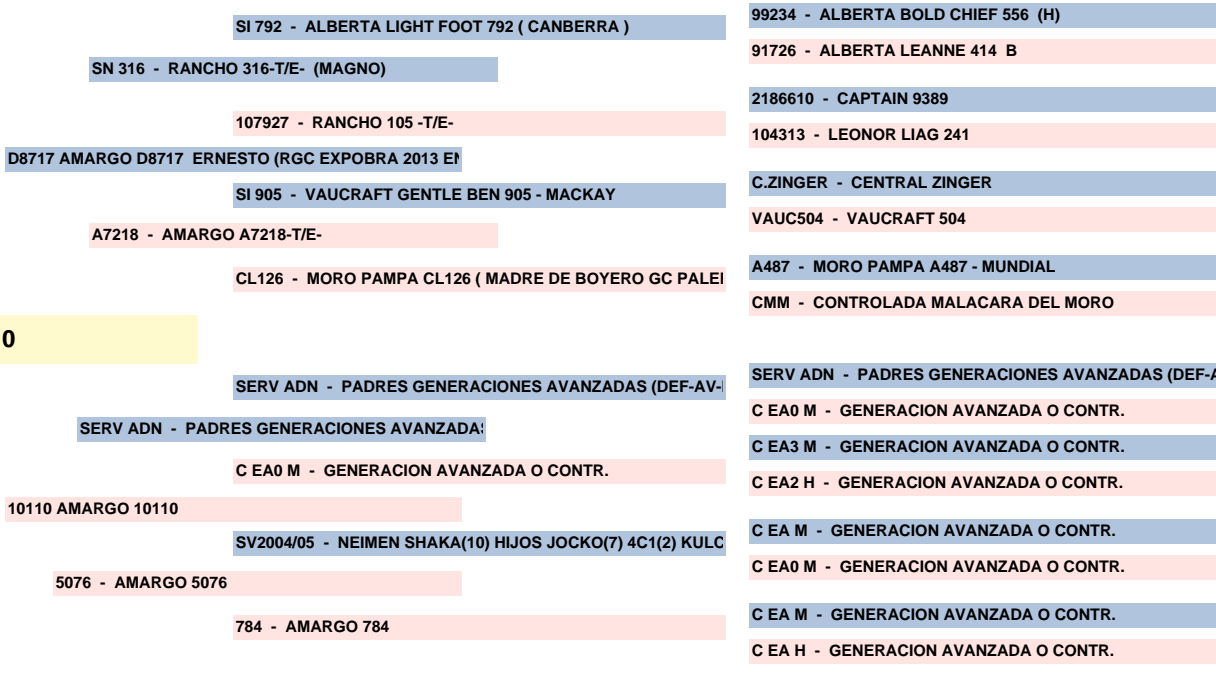 99234 - ALBERTA BOLD CHIEF 556 (H)
SI 792 - ALBERTA LIGHT FOOT 792 ( CANBERRA )
91726 - ALBERTA LEANNE 414 B
SN 316 - RANCHO 316-T/E- (MAGNO)
2186610 - CAPTAIN 9389
107927 - RANCHO 105 -T/E-
104313 - LEONOR LIAG 241
D8717 AMARGO D8717 ERNESTO (RGC EXPOBRA 2013 EN
C.ZINGER - CENTRAL ZINGER
SI 905 - VAUCRAFT GENTLE BEN 905 - MACKAY
VAUC504 - VAUCRAFT 504
A7218 - AMARGO A7218-T/E-
A487 - MORO PAMPA A487 - MUNDIAL
CL126 - MORO PAMPA CL126 ( MADRE DE BOYERO GC PALE
CMM - CONTROLADA MALACARA DEL MORO
0
SERV ADN - PADRES GENERACIONES AVANZADAS (DEF-A
SERV ADN - PADRES GENERACIONES AVANZADAS (DEF-AV-
C EA0 M - GENERACION AVANZADA O CONTR.
SERV ADN - PADRES GENERACIONES AVANZADAS
C EA3 M - GENERACION AVANZADA O CONTR.
C EA0 M - GENERACION AVANZADA O CONTR.
C EA2 H - GENERACION AVANZADA O CONTR.
10110 AMARGO 10110
C EA M - GENERACION AVANZADA O CONTR.
SV2004/05 - NEIMEN SHAKA(10) HIJOS JOCKO(7) 4C1(2) KULO
C EA0 M - GENERACION AVANZADA O CONTR.
5076 - AMARGO 5076
C EA M - GENERACION AVANZADA O CONTR.
784 - AMARGO 784
C EA H - GENERACION AVANZADA O CONTR.